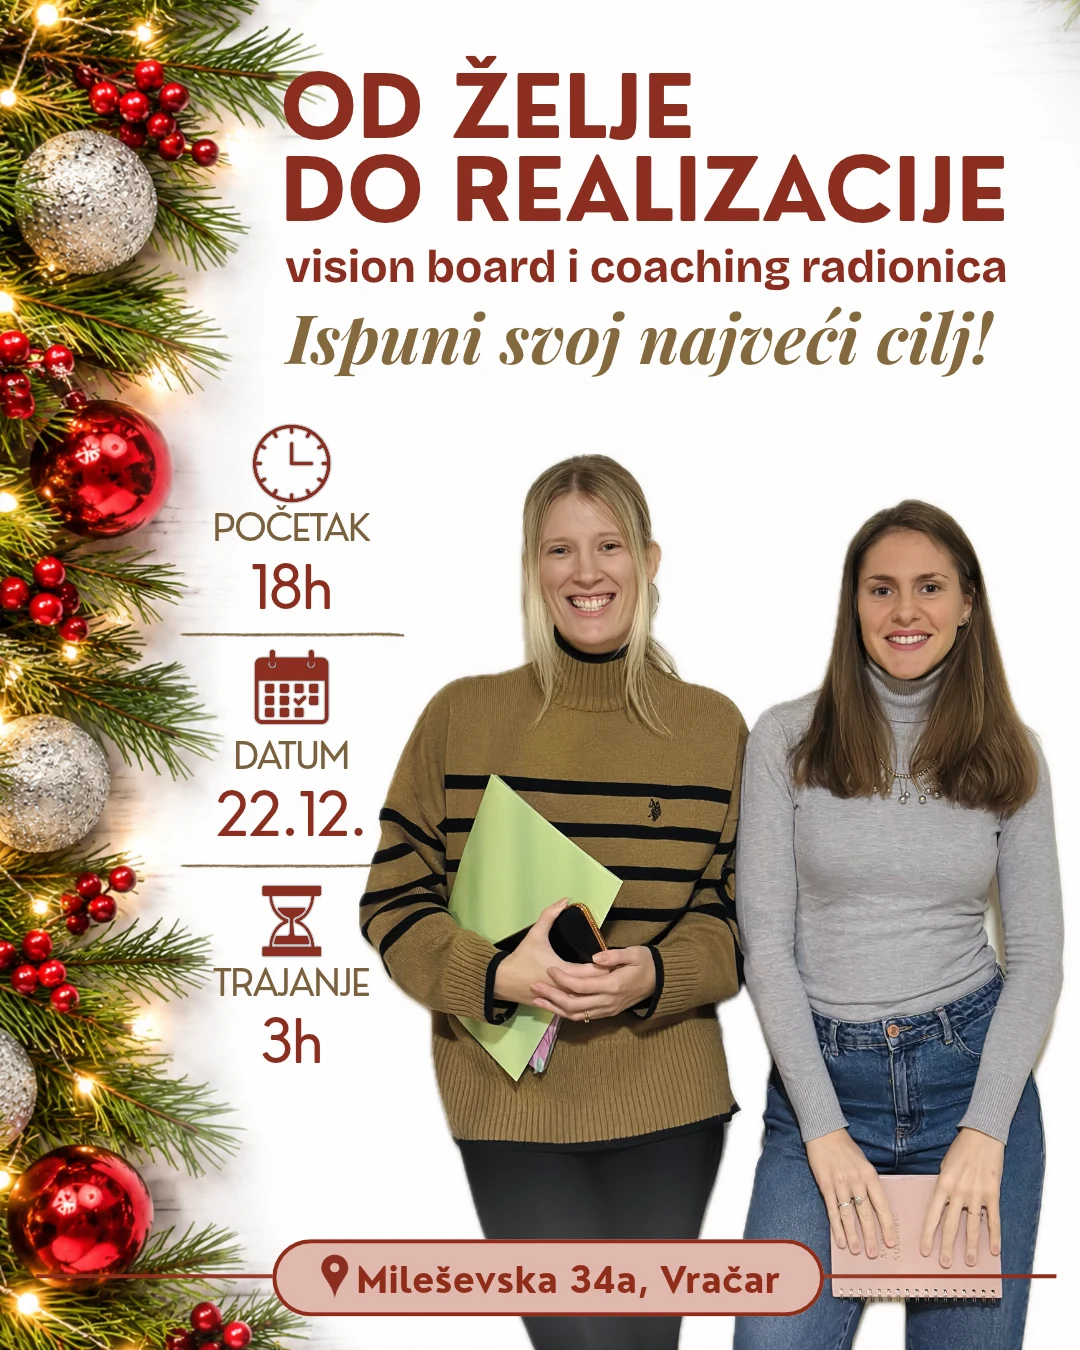 OD ŽELJE
DO REALIZACIJE
vision board i coaching radionica
Ispuni svoj najveći cilj!
POČETAK
18h
DATUM
22.12.
TRAJANJE
3h
Mileševska 34a, Vračar